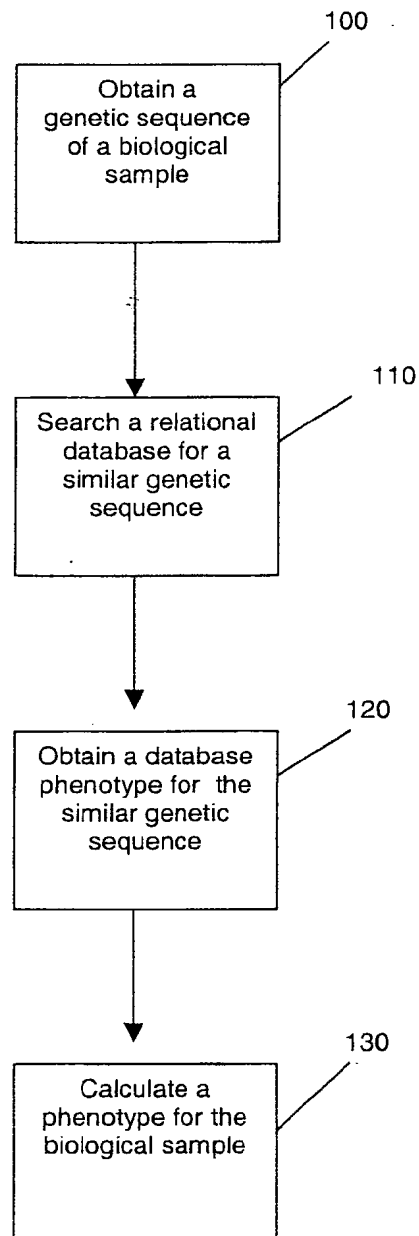 100
Obtain a
genetic sequence
of a biological
sample
110
Search a relational
database for a
similar genetic
sequence
120
Obtain a database
phenotype for the
similar genetic
sequence
130
Calculate a
phenotype for the
biological sample